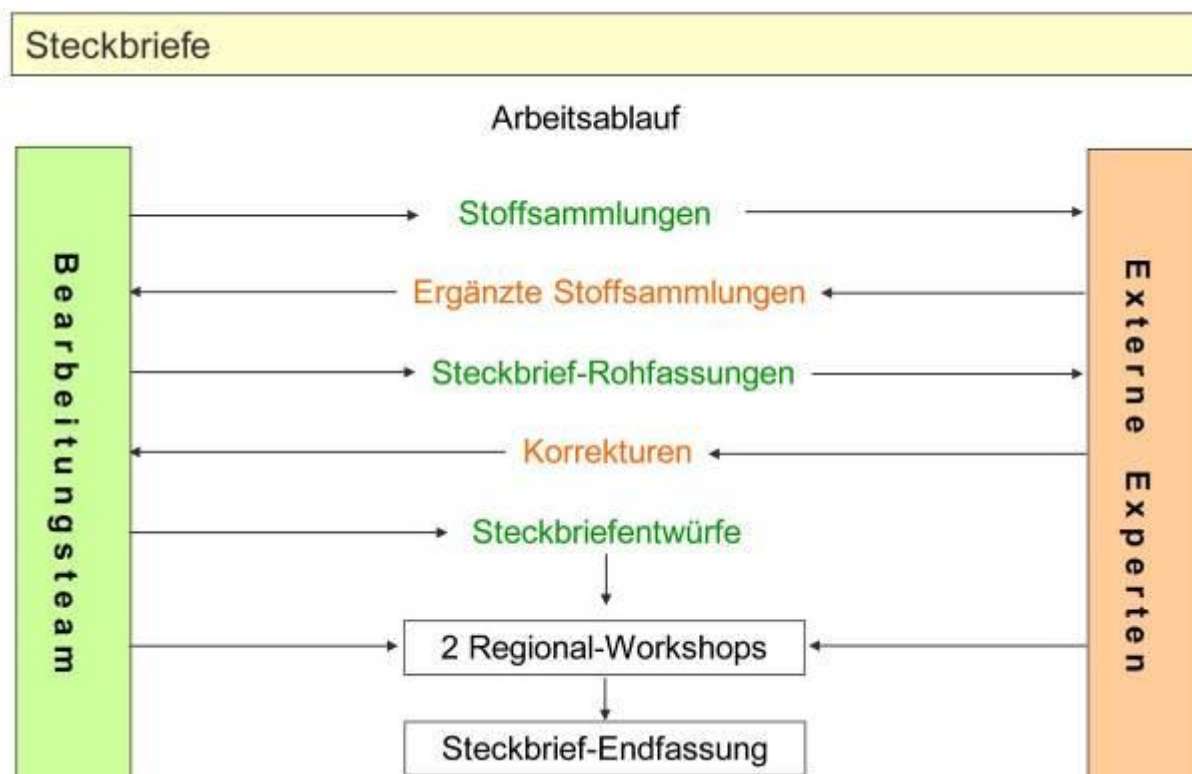 Steckbriefe
Arbeitsablauf
Bearbeitungsteam
Stoffsammlungen
Ergänzte Stoffsammlungen
Steckbrief-Rohfassungen
Korrekturen
Steckbriefentwürfe
2 Regional-Workshops
Steckbrief-Endfassung
Externe Experten